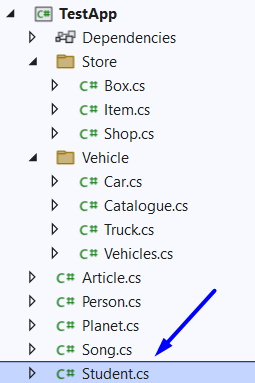 TestApp
Dependencies
Store
C# Box.cs
C# Item.cs
C# Shop.cs
Vehicle
C# Car.cs
C# Catalogue.cs
C# Truck.cs
C# Vehicles.cs
C# Article.cs
C# Person.cs
C# Planet.cs
C# Song.cs
C# Student.cs